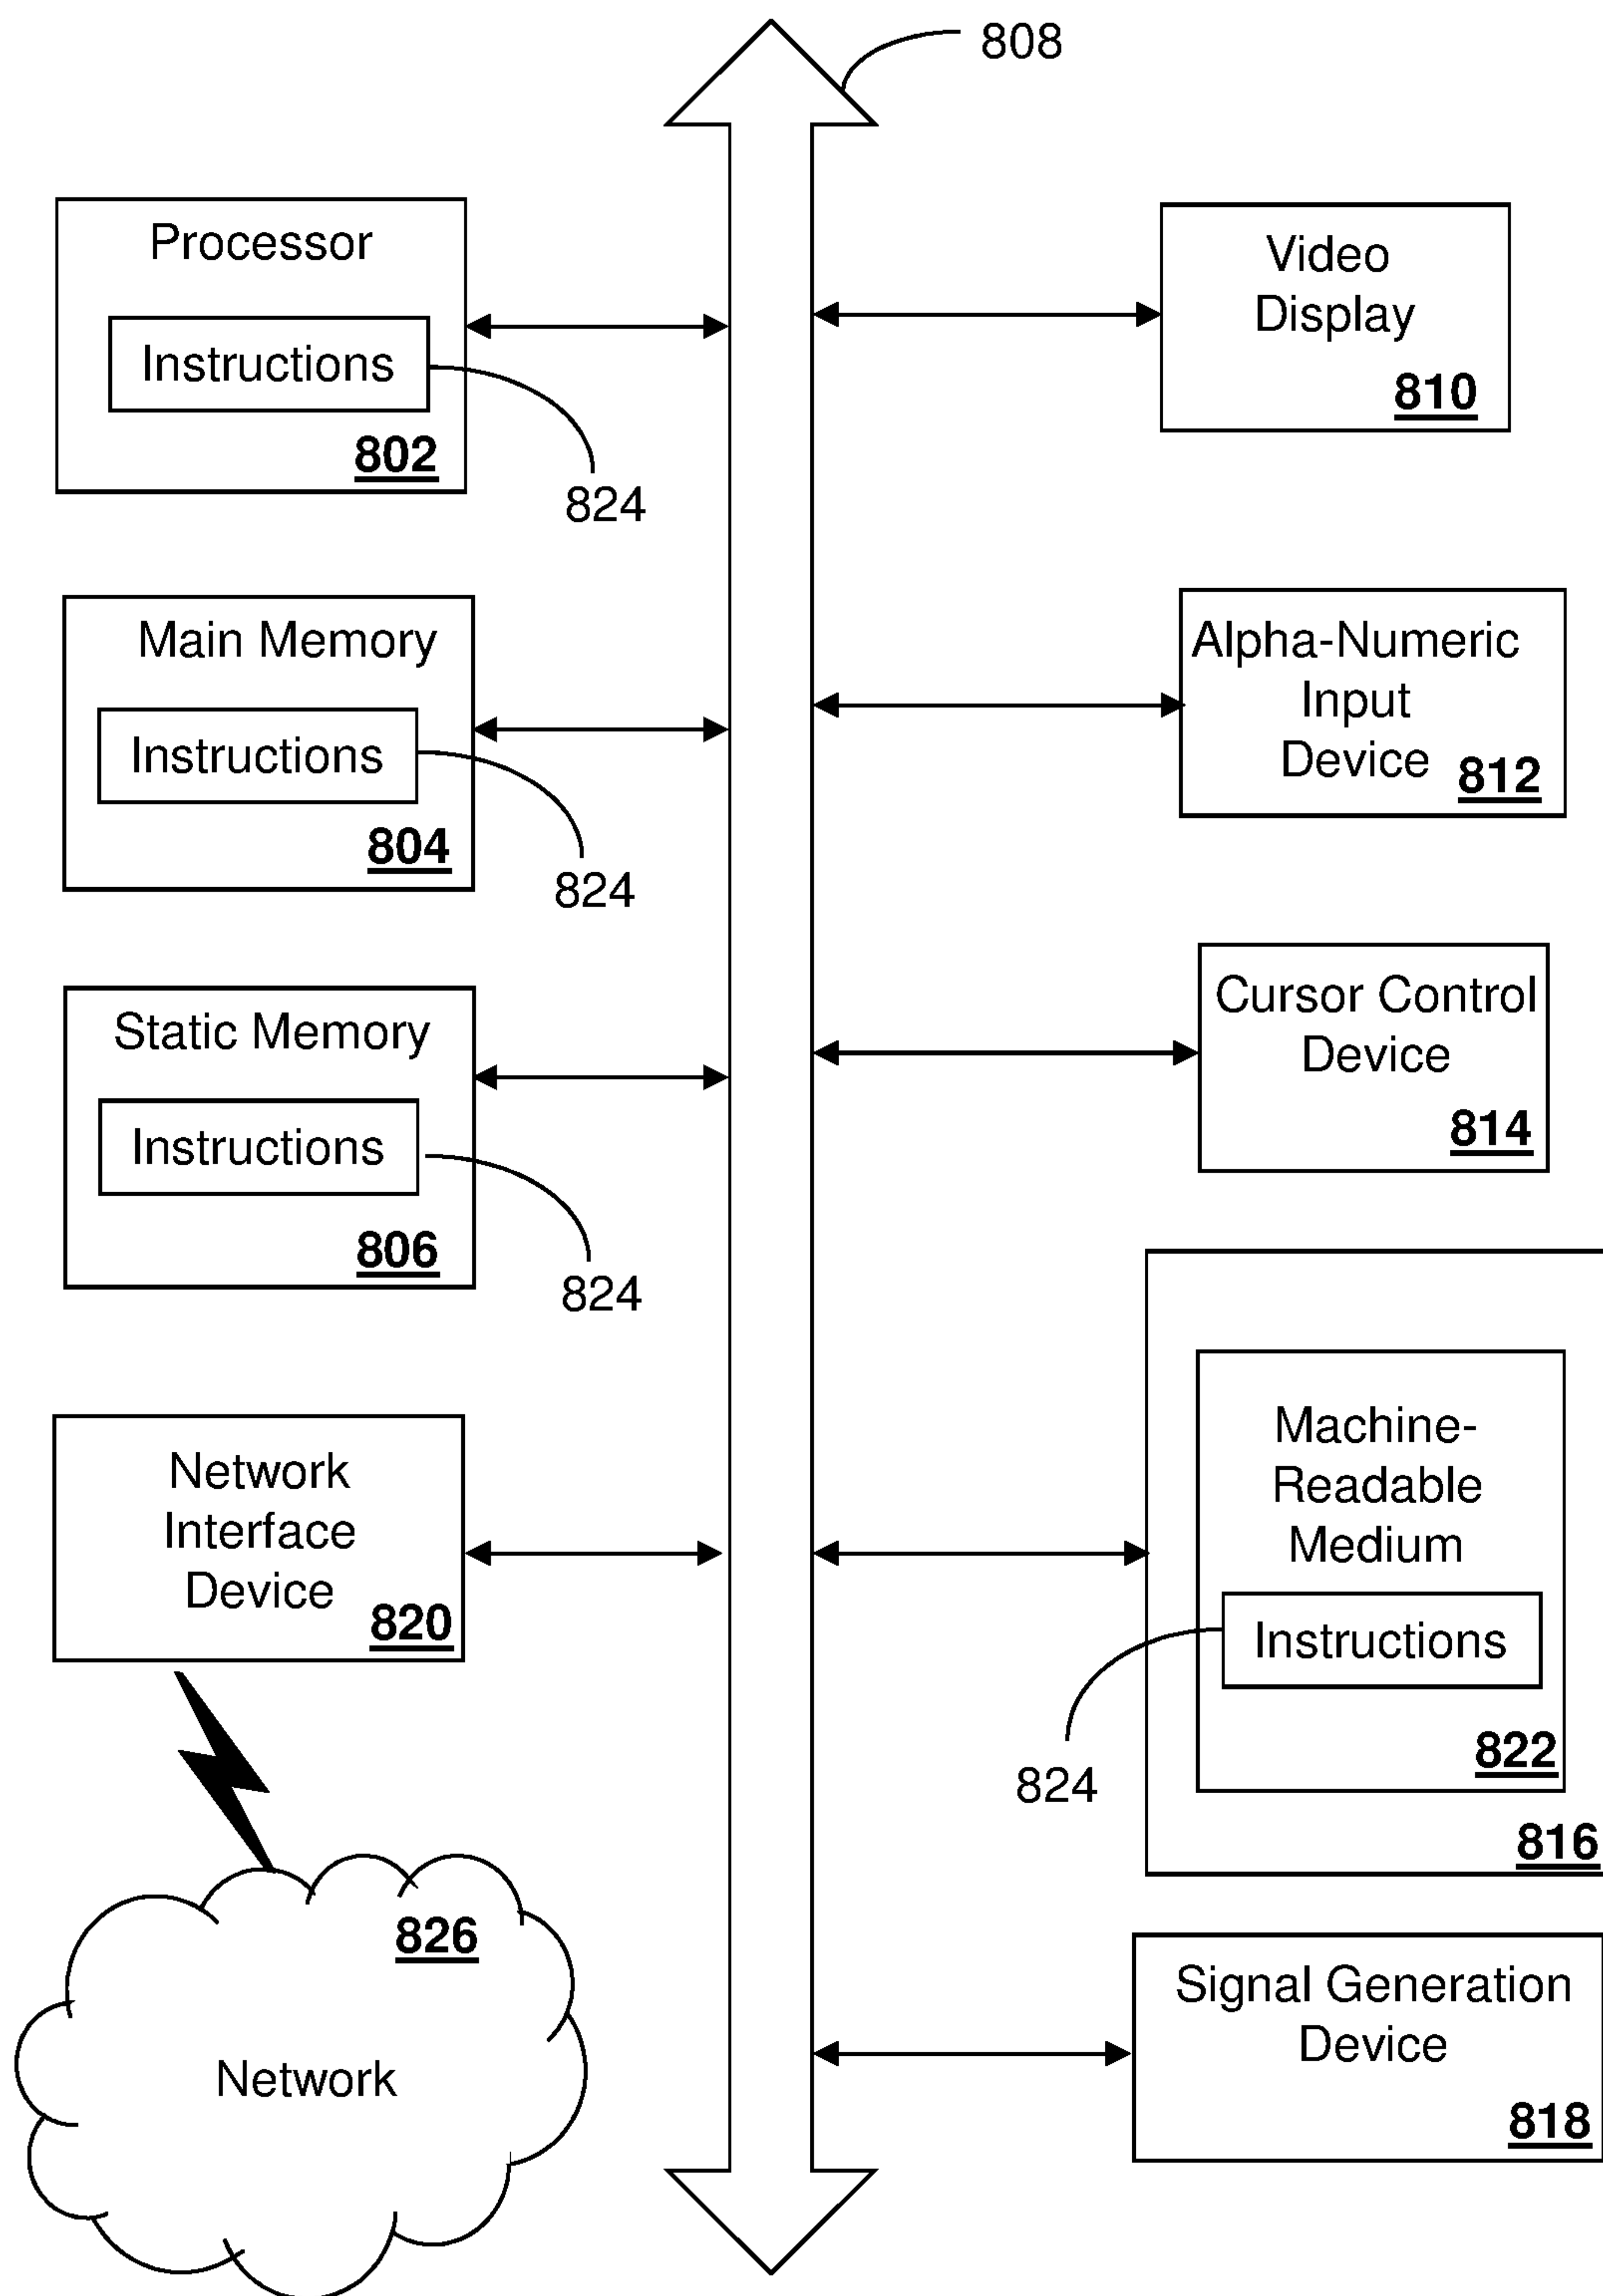 808
Processor
Instructions
802
824
Main Memory
Instructions
804
824
Static Memory
Instructions
806
824
Network
Interface
Device
820
826
Network
Video
Display
810
Alpha-Numeric
Input
Device 812
Cursor Control
Device
814
Machine-
Readable
Medium
Instructions
822
824
816
Signal Generation
Device
818